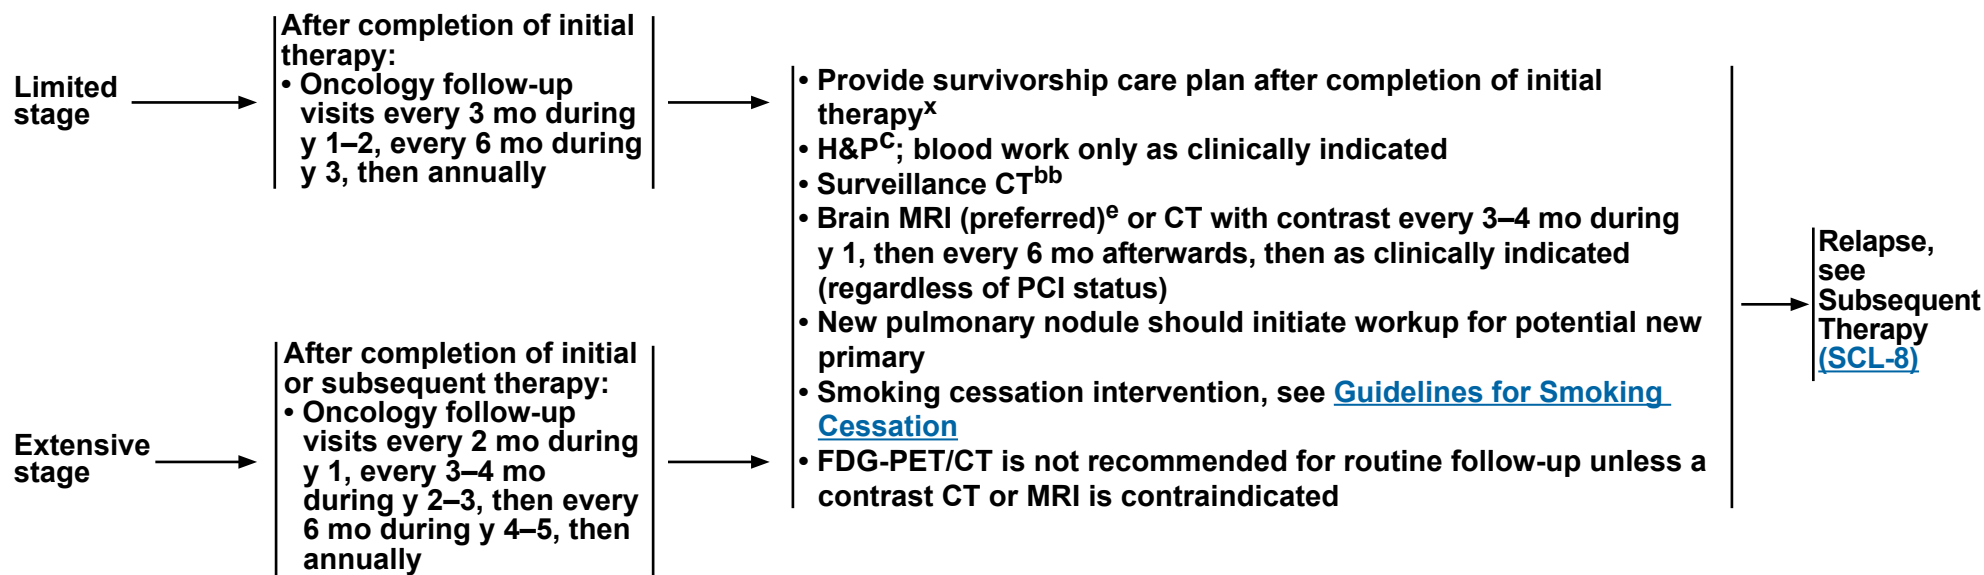 Limited
stage
After completion of initial
therapy:
• Oncology follow-up
visits every 3 mo during
y 1–2, every 6 mo during
y 3, then annually
Extensive
stage
After completion of initial
or subsequent therapy:
• Oncology follow-up
visits every 2 mo during
y 1, every 3–4 mo
during y 2–3, then every
6 mo during y 4–5, then
annually
• Provide survivorship care plan after completion of initial
therapyx
• H&Pc; blood work only as clinically indicated
• Surveillance CTbb
• Brain MRI (preferred)e or CT with contrast every 3–4 mo during
y 1, then every 6 mo afterwards, then as clinically indicated
(regardless of PCI status)
• New pulmonary nodule should initiate workup for potential new
primary
• Smoking cessation intervention, see Guidelines for Smoking
Cessation
• FDG-PET/CT is not recommended for routine follow-up unless a
contrast CT or MRI is contraindicated
Relapse,
see
Subsequent
Therapy
(SCL-8)